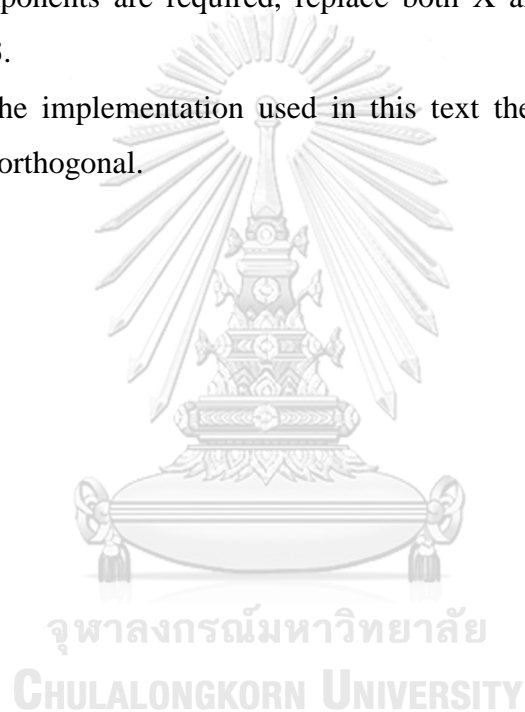 ponents are required, replace both X a
.
he implementation used in this text the
orthogonal.
จุฬาลงกรณ์มหาวิทยาลัย
CHULALONGKORN UNIVERSITY